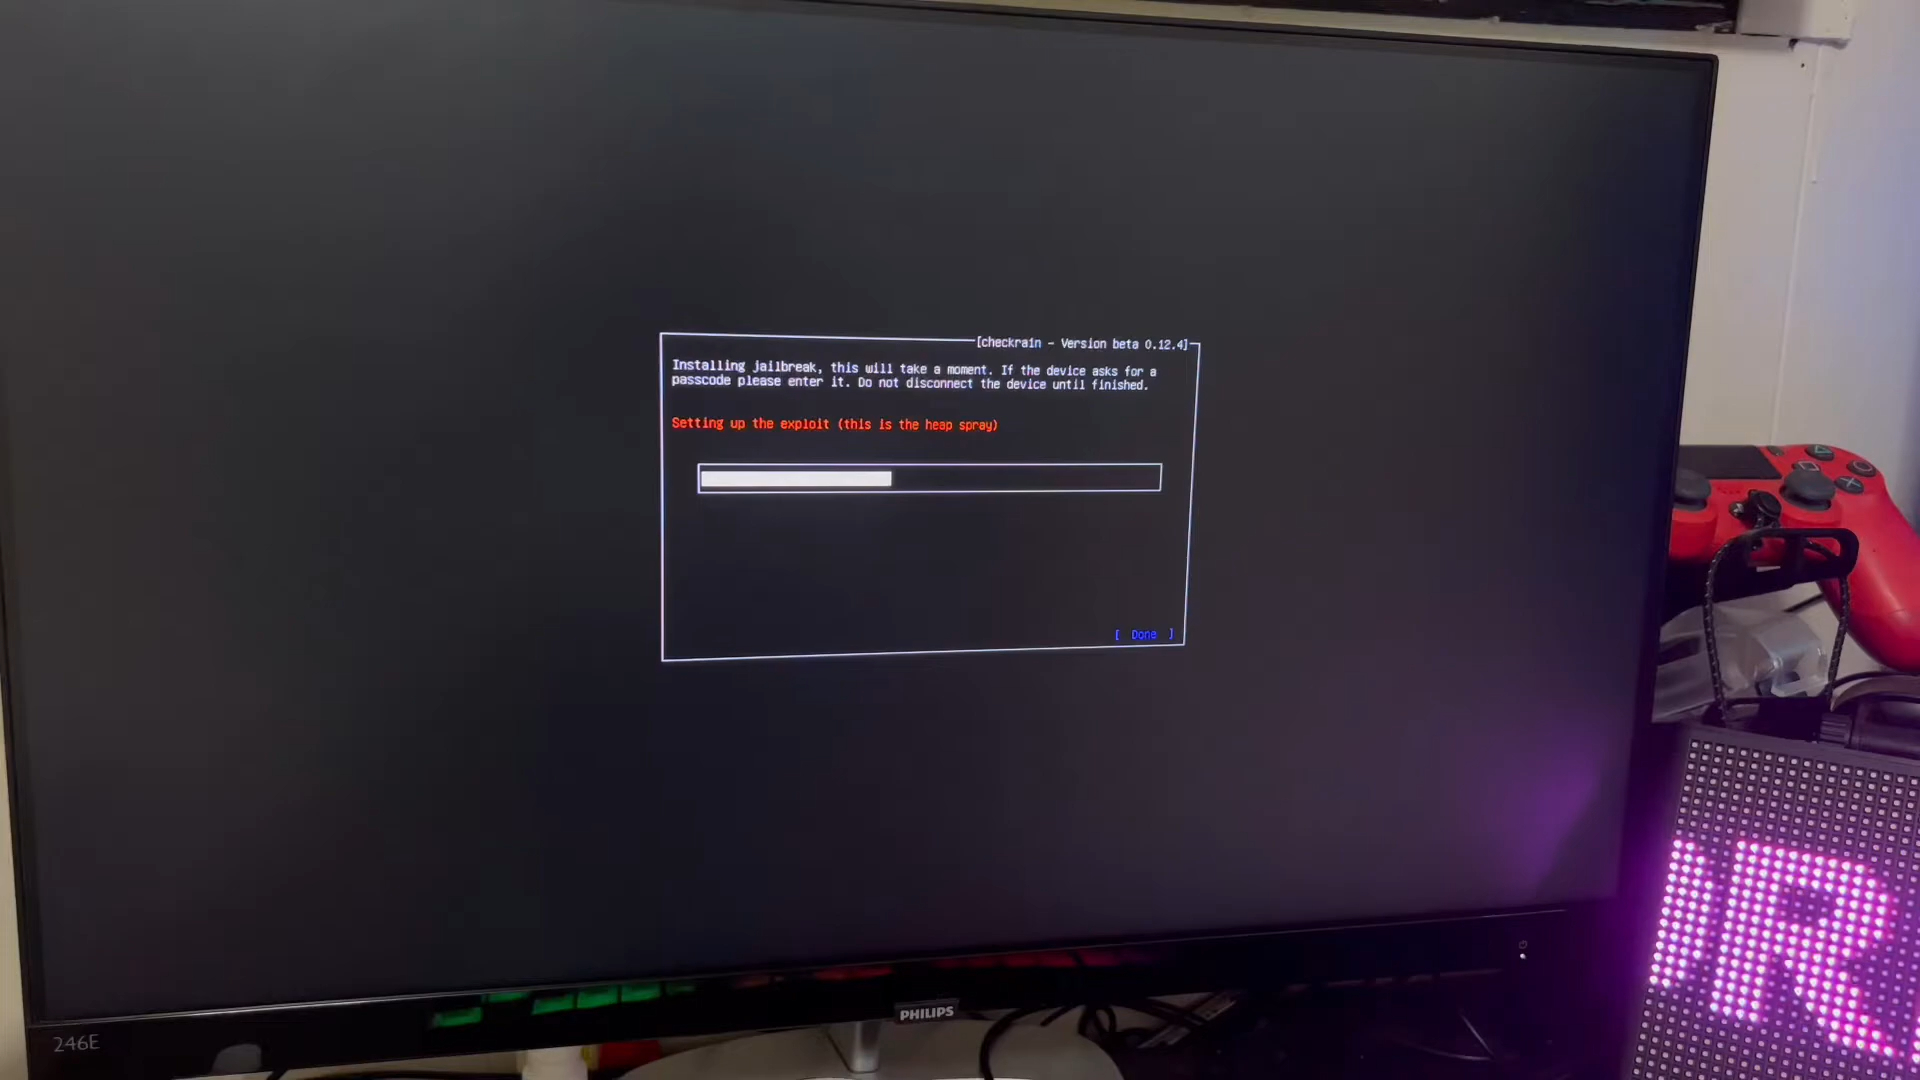 [checkra1n - Version beta 0.12.4]
Installing jailbreak, this will take a moment. If the device asks for a
passcode please enter it. Do not disconnect the device until finished.
Setting up the exploit (this is the heap spray)
[ Done ]
R
PHILIPS
246E